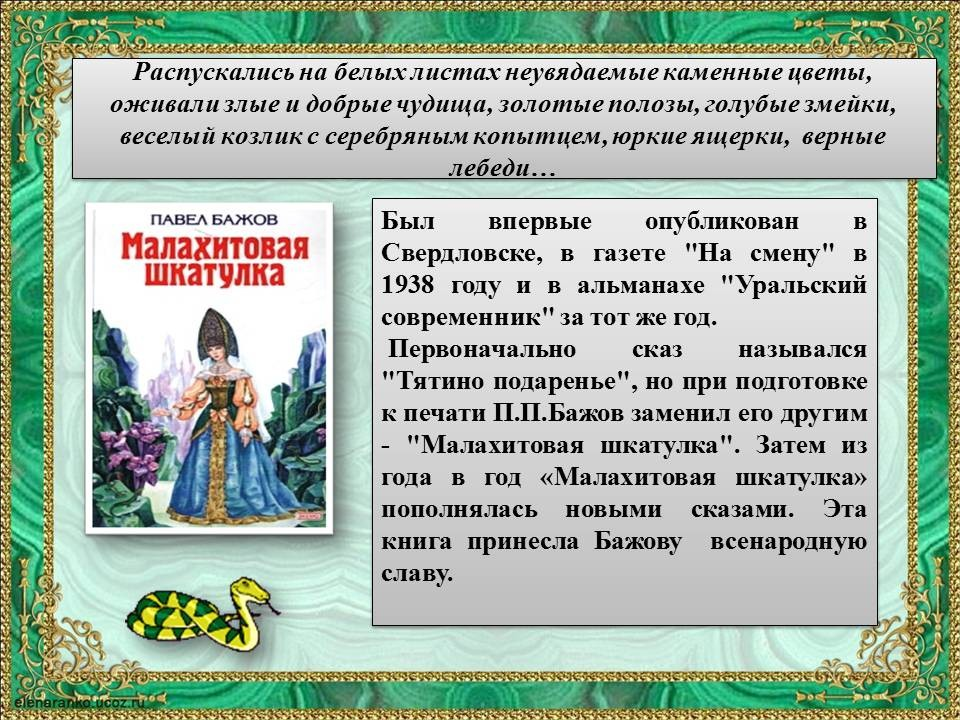 Распускались на белых листах неувядаемые каменные цветы,
оживали злые и добрые чудища, золотые полозы, голубые змейки,
веселый козлик с серебряным копытцем, юркие ящерки, верные
лебеди…
ПАВЕЛ БАЖОВ
Малахитовая
шкатулка
Был впервые опубликован в
Свердловске, в газете "На смену" в
1938 году и в альманахе "Уральский
современник" за тот же год.
Первоначально сказ назывался
"Тятино подаренье", но при подготовке
к печати П.П.Бажов заменил его другим
- "Малахитовая шкатулка". Затем из
года в год «Малахитовая шкатулка»
пополнялась новыми сказами. Эта
книга принесла Бажову всенародную
славу.
elenaranko.ucoz.ru